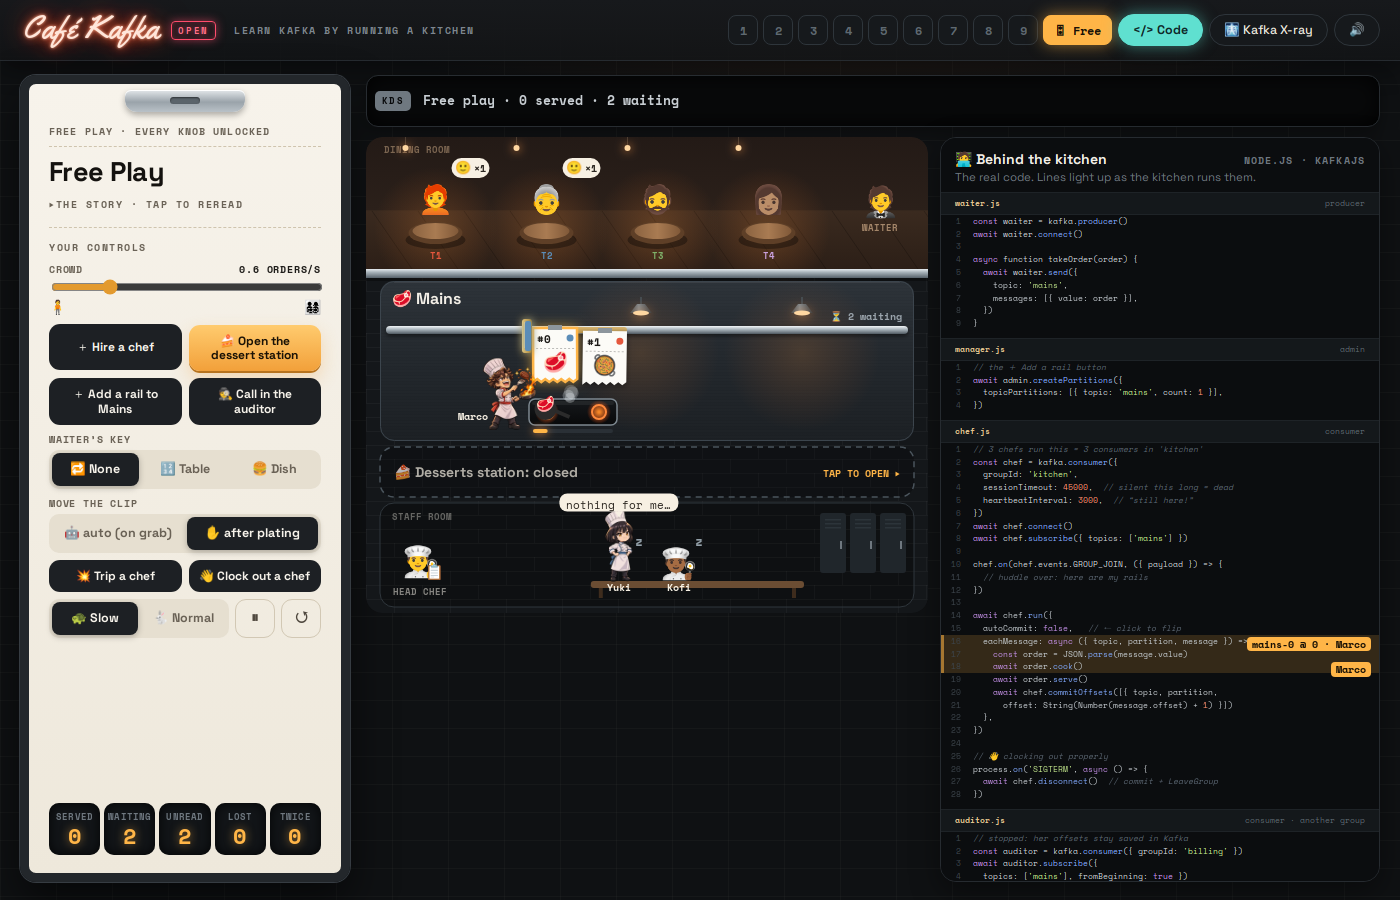 Café Kafka OPEN LEARN KAFKA BY RUNNING A KITCHEN 1 2 3 4 5 6 7 8 9 Free </> Code Kafka X-ray
FREE PLAY · EVERY KNOB UNLOCKED
Free Play
▸THE STORY · TAP TO REREAD
YOUR CONTROLS
CROWD 0.6 ORDERS/S
+ Hire a chef
Open the dessert station
+ Add a rail to Mains
Call in the auditor
WAITER'S KEY
None Table Dish
MOVE THE CLIP
auto (on grab) after plating
Trip a chef Clock out a chef
Slow Normal
SERVED WAITING UNREAD LOST TWICE
0 2 2 0 0
KDS Free play · 0 served · 2 waiting
DINING ROOM
×1 ×1
WAITER
T1 T2 T3 T4
Mains
2 waiting
#0 #1
Marco
Desserts station: closed TAP TO OPEN ▸
nothing for me…
STAFF ROOM
z z
HEAD CHEF Yuki Kofi
Behind the kitchen NODE.JS · KAFKAJS
The real code. Lines light up as the kitchen runs them.
waiter.js producer
1 const waiter = kafka.producer()
2 await waiter.connect()
3
4 async function takeOrder(order) {
5 await waiter.send({
6 topic: 'mains',
7 messages: [{ value: order }],
8 })
9 }
manager.js admin
1 // the + Add a rail button
2 await admin.createPartitions({
3 topicPartitions: [{ topic: 'mains', count: 1 }],
4 })
chef.js consumer
1 // 3 chefs run this = 3 consumers in 'kitchen'
2 const chef = kafka.consumer({
3 groupId: 'kitchen',
4 sessionTimeout: 45000, // silent this long = dead
5 heartbeatInterval: 3000, // "still here!"
6 })
7 await chef.connect()
8 await chef.subscribe({ topics: ['mains'] })
9
10 chef.on(chef.events.GROUP_JOIN, ({ payload }) => {
11 // huddle over: here are my rails
12 })
13
14 await chef.run({
15 autoCommit: false, // ← click to flip
16 eachMessage: async ({ topic, partition, message }) => mains-0 @ 0 · Marco
17 const order = JSON.parse(message.value)
18 await order.cook() Marco
19 await order.serve()
20 await chef.commitOffsets([{ topic, partition,
21 offset: String(Number(message.offset) + 1) }])
22 },
23 })
24
25 // 👋 clocking out properly
26 process.on('SIGTERM', async () => {
27 await chef.disconnect() // commit + LeaveGroup
28 })
auditor.js consumer · another group
1 // stopped: her offsets stay saved in Kafka
2 const auditor = kafka.consumer({ groupId: 'billing' })
3 await auditor.subscribe({
4 topics: ['mains'], fromBeginning: true })